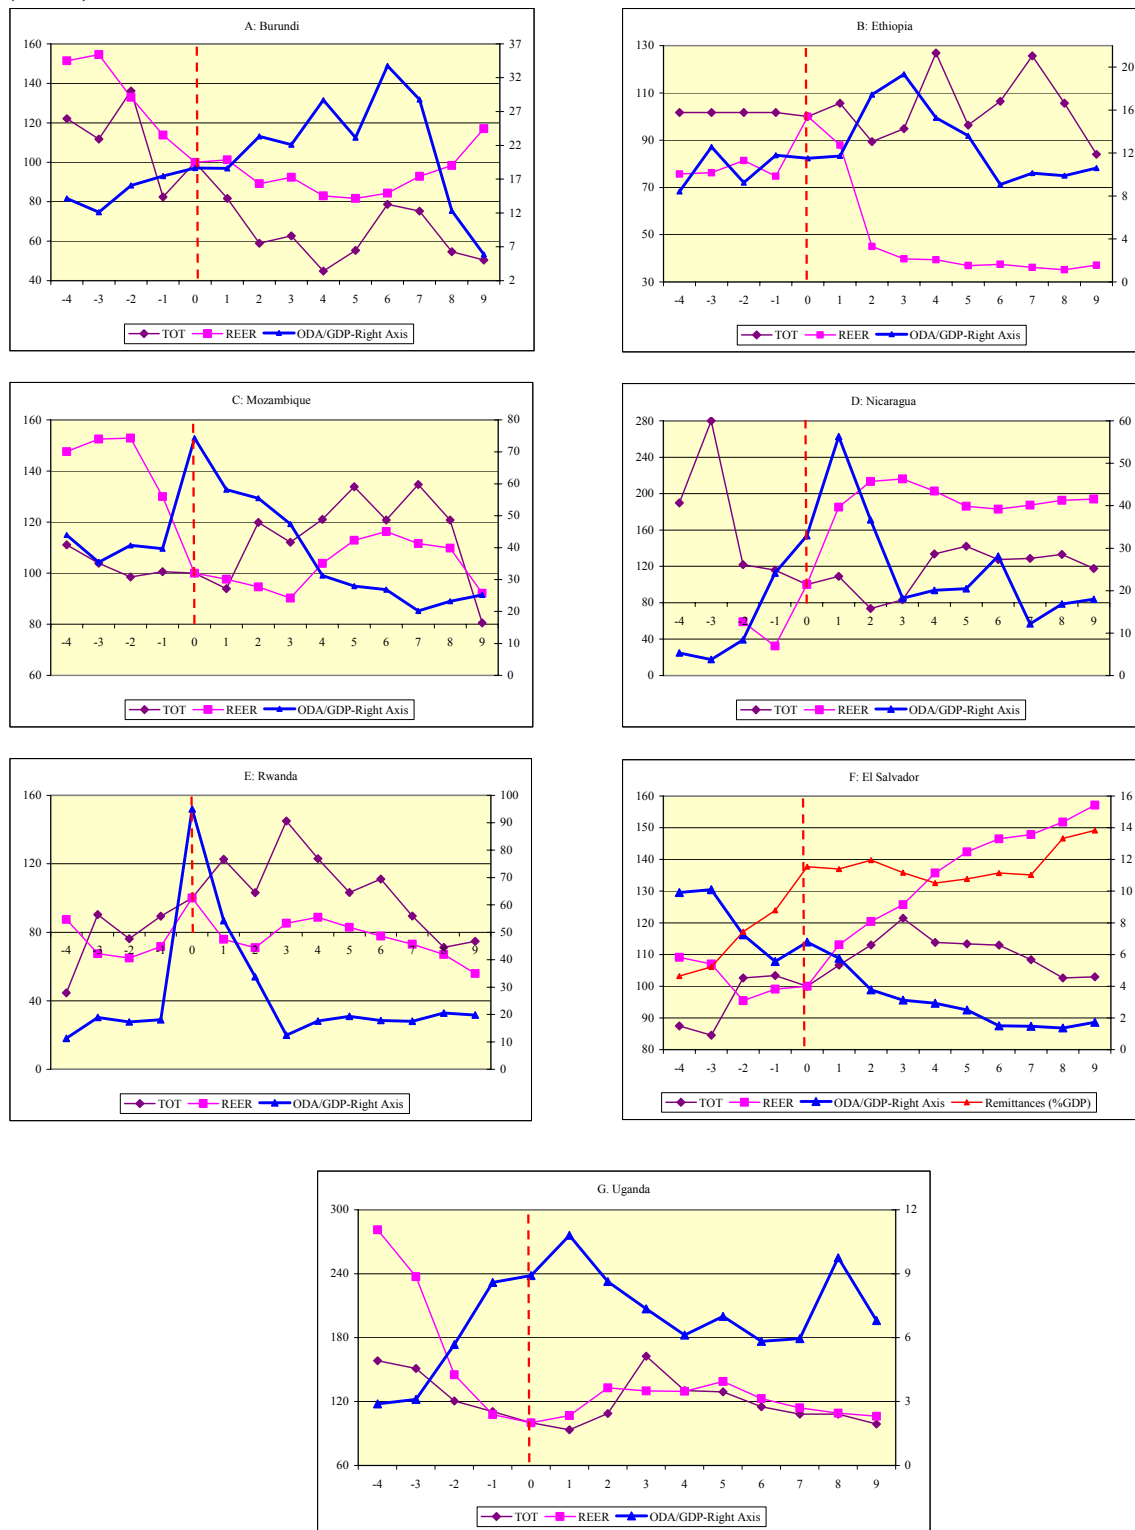 A: Burundi
160 140 120 100 80 60 40
37 32 27 22 17 12 7 2
-4 -3 -2 -1 0 1 2 3 4 5 6 7 8 9
TOT REER ODA/GDP-Right Axis
B: Ethiopia
130 110 90 70 50 30
20 16 12 8 4 0
-4 -3 -2 -1 0 1 2 3 4 5 6 7 8 9
TOT REER ODA/GDP-Right Axis
C: Mozambique
160 140 120 100 80 60
80 70 60 50 40 30 20 10 0
-4 -3 -2 -1 0 1 2 3 4 5 6 7 8 9
TOT REER ODA/GDP-Right Axis
D: Nicaragua
280 240 200 160 120 80 40 0
60 50 40 30 20 10 0
-4 -3 -2 -1 0 1 2 3 4 5 6 7 8 9
TOT REER ODA/GDP-Right Axis
E: Rwanda
160 120 80 40 0
100 90 80 70 60 50 40 30 20 10 0
-4 -3 -2 -1 0 1 2 3 4 5 6 7 8 9
TOT REER ODA/GDP-Right Axis
F: El Salvador
160 150 140 130 120 110 100 90 80
16 14 12 10 8 6 4 2 0
-4 -3 -2 -1 0 1 2 3 4 5 6 7 8 9
TOT REER ODA/GDP-Right Axis Remittances (%GDP)
G. Uganda
300 240 180 120 60
12 9 6 3 0
-4 -3 -2 -1 0 1 2 3 4 5 6 7 8 9
TOT REER ODA/GDP-Right Axis